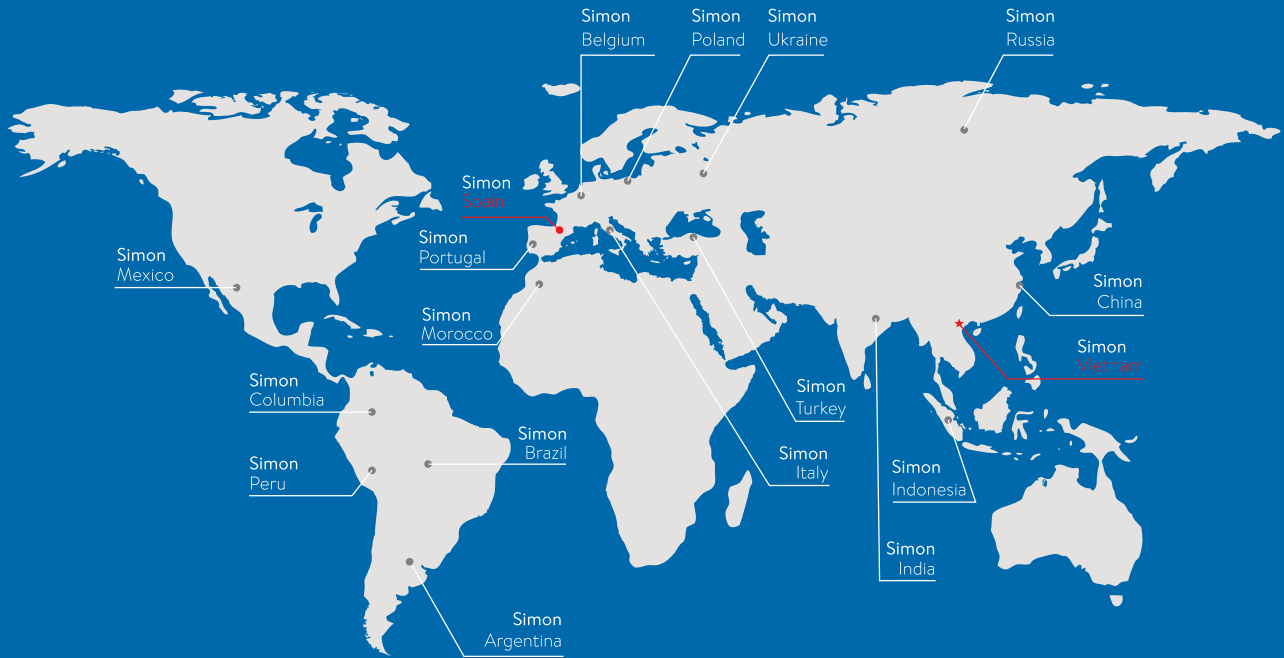 Simon
Belgium
Simon
Poland
Simon
Ukraine
Simon
Russia
Simon
Spain
Simon
Portugal
Simon
Mexico
Simon
Morocco
Simon
China
Simon
Vietnam
Simon
Columbia
Simon
Turkey
Simon
Brazil
Simon
Italy
Simon
Peru
Simon
Indonesia
Simon
India
Simon
Argentina